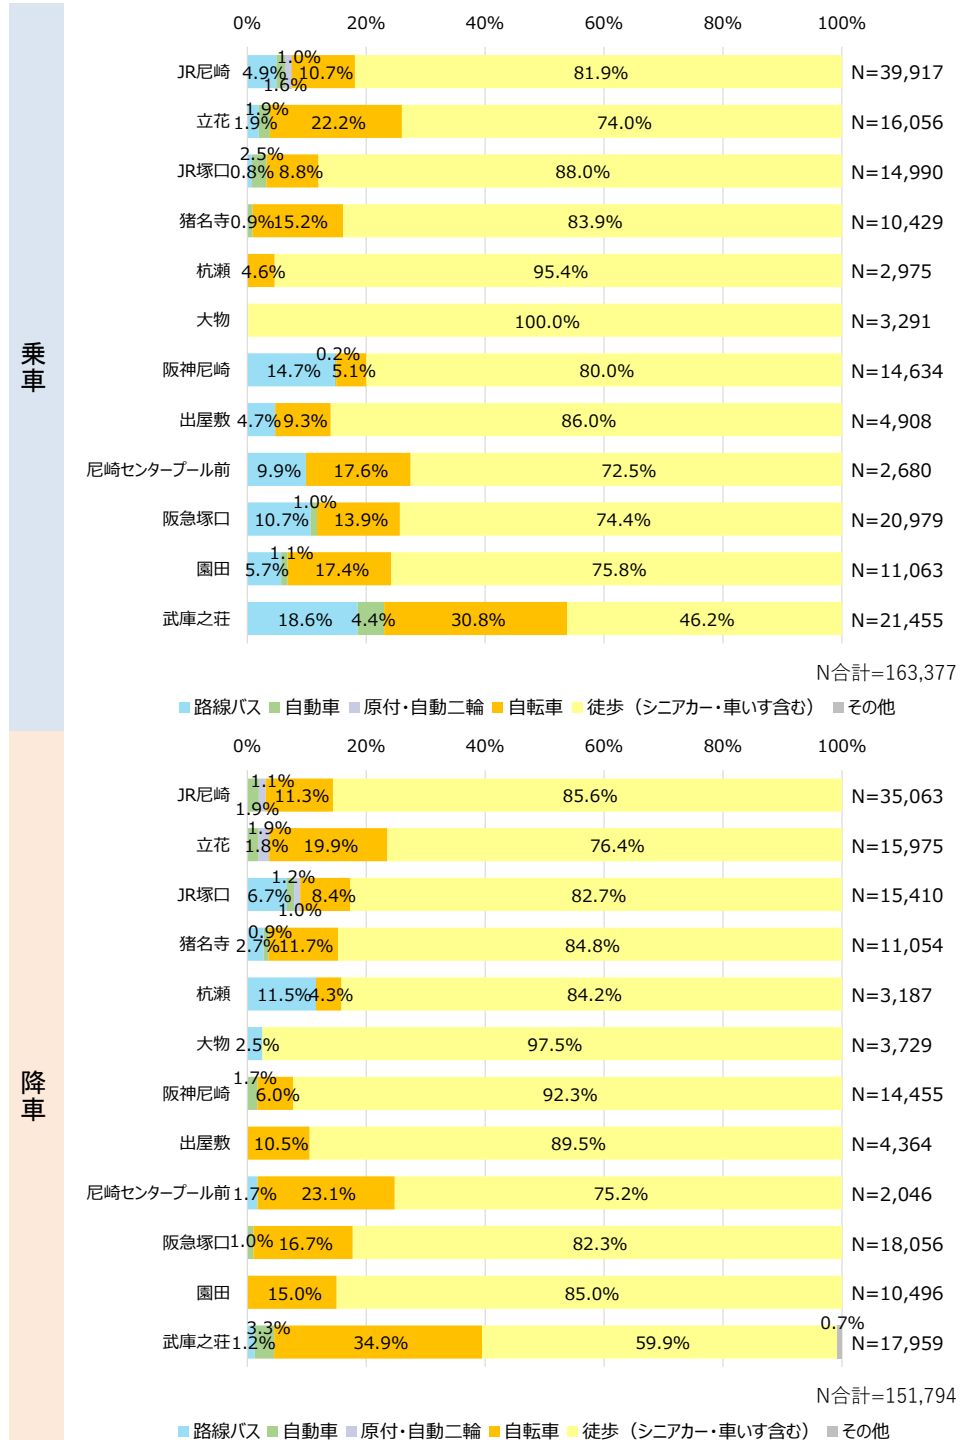 乗車
0% 20% 40% 60% 80% 100%
JR尼崎 4.9% 1.6% 1.0% 10.7% 81.9% N=39,917
立花 1.9% 1.9% 22.2% 74.0% N=16,056
JR塚口 0.8% 2.5% 8.8% 88.0% N=14,990
猪名寺 0.9% 15.2% 83.9% N=10,429
杭瀬 4.6% 95.4% N=2,975
大物 100.0% N=3,291
阪神尼崎 14.7% 0.2% 5.1% 80.0% N=14,634
出屋敷 4.7% 9.3% 86.0% N=4,908
尼崎センタープール前 9.9% 17.6% 72.5% N=2,680
阪急塚口 10.7% 1.0% 13.9% 74.4% N=20,979
園田 5.7% 1.1% 17.4% 75.8% N=11,063
武庫之荘 18.6% 4.4% 30.8% 46.2% N=21,455
N合計=163,377
路線バス 自動車 原付・自動二輪 自転車 徒歩（シニアカー・車いす含む） その他
降車
0% 20% 40% 60% 80% 100%
JR尼崎 1.9% 1.1% 11.3% 85.6% N=35,063
立花 1.8% 1.9% 19.9% 76.4% N=15,975
JR塚口 6.7% 1.0% 1.2% 8.4% 82.7% N=15,410
猪名寺 2.7% 0.9% 11.7% 84.8% N=11,054
杭瀬 11.5% 4.3% 84.2% N=3,187
大物 2.5% 97.5% N=3,729
阪神尼崎 1.7% 6.0% 92.3% N=14,455
出屋敷 10.5% 89.5% N=4,364
尼崎センタープール前 1.7% 23.1% 75.2% N=2,046
阪急塚口 1.0% 16.7% 82.3% N=18,056
園田 15.0% 85.0% N=10,496
武庫之荘 1.2% 3.3% 34.9% 59.9% 0.7% N=17,959
N合計=151,794
路線バス 自動車 原付・自動二輪 自転車 徒歩（シニアカー・車いす含む） その他